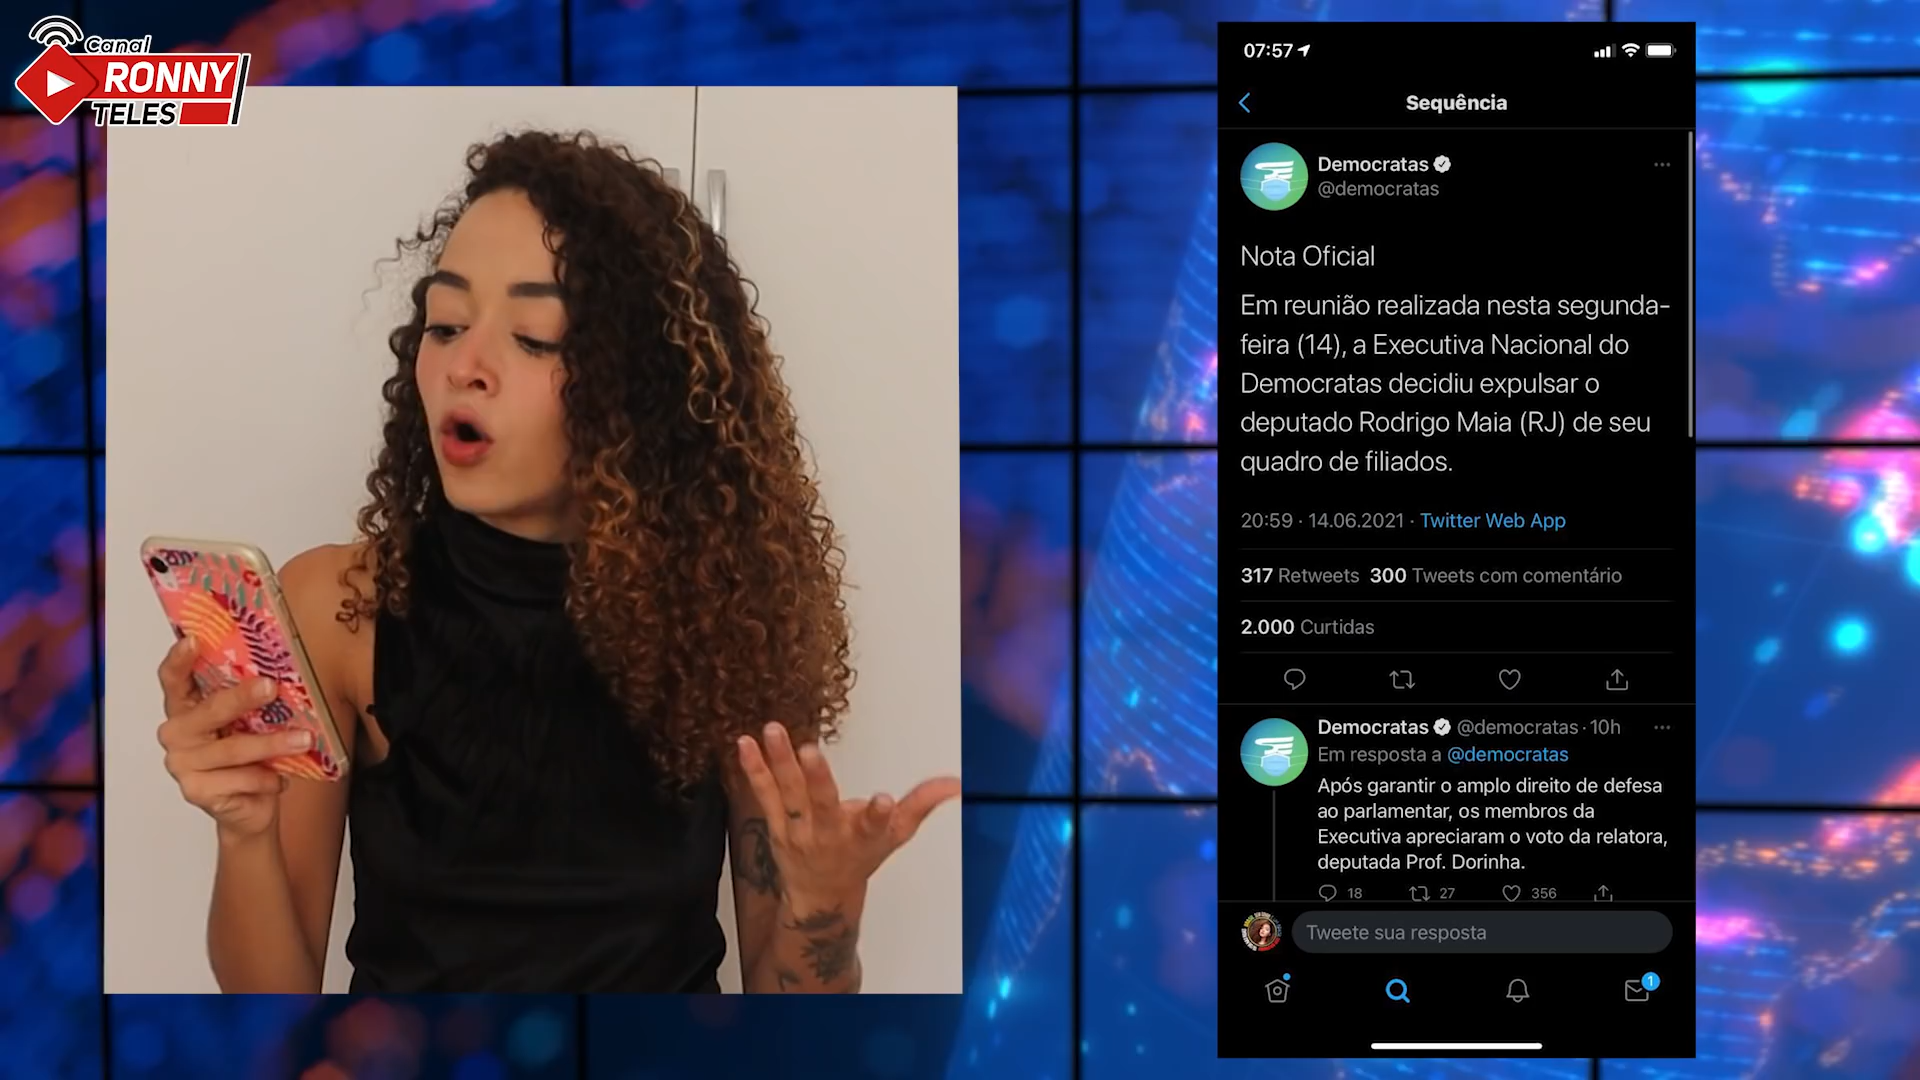 Canal
RONNY
TELES
07:57
Sequência
Democratas
@democratas
Nota Oficial
Em reunião realizada nesta segunda-
feira (14), a Executiva Nacional do
Democratas decidiu expulsar o
deputado Rodrigo Maia (RJ) de seu
quadro de filiados.
20:59 · 14.06.2021 · Twitter Web App
317 Retweets 300 Tweets com comentário
2.000 Curtidas
Democratas @democratas · 10h
Em resposta a @democratas
Após garantir o amplo direito de defesa
ao parlamentar, os membros da
Executiva apreciaram o voto da relatora,
deputada Prof. Dorinha.
18 27 356
Tweete sua resposta
1